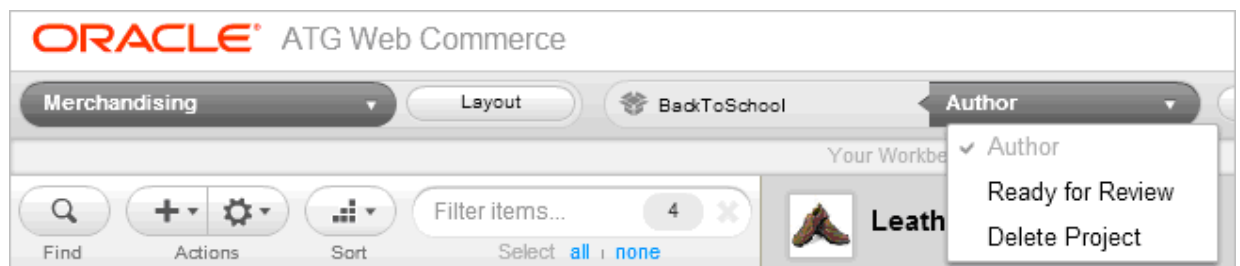 ORACLE® ATG Web Commerce
Merchandising Layout BackToSchool Author
Your Workbe Author
Ready for Review
Delete Project
Filter items... 4 Leath
Find Actions Sort Select all none